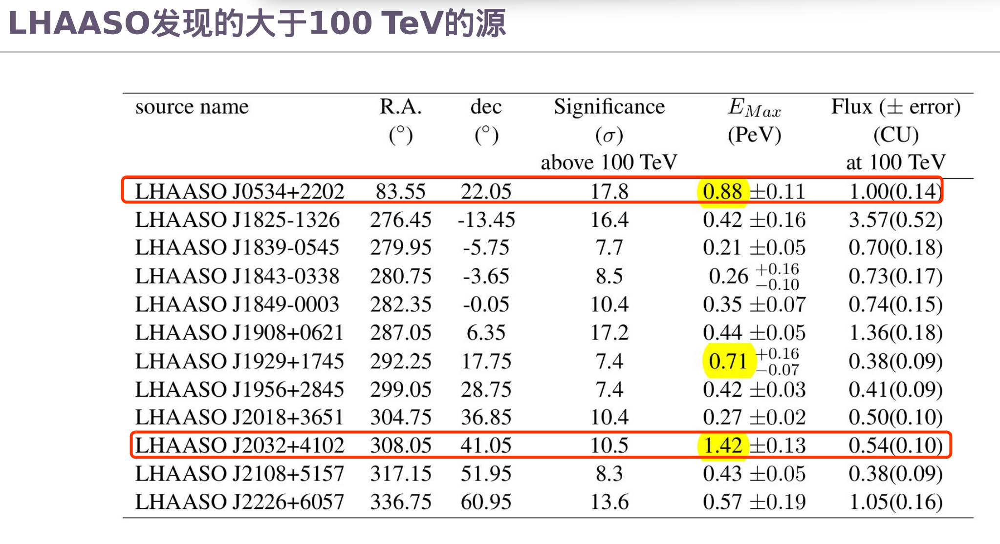 LHAASO发现的大于100 TeV的源
source name R.A. dec Significance E_Max Flux (± error)
(°) (°) (σ) (PeV) (CU)
above 100 TeV at 100 TeV
LHAASO J0534+2202 83.55 22.05 17.8 0.88 ±0.11 1.00(0.14)
LHAASO J1825-1326 276.45 -13.45 16.4 0.42 ±0.16 3.57(0.52)
LHAASO J1839-0545 279.95 -5.75 7.7 0.21 ±0.05 0.70(0.18)
LHAASO J1843-0338 280.75 -3.65 8.5 0.26 +0.16 −0.10 0.73(0.17)
LHAASO J1849-0003 282.35 -0.05 10.4 0.35 ±0.07 0.74(0.15)
LHAASO J1908+0621 287.05 6.35 17.2 0.44 ±0.05 1.36(0.18)
LHAASO J1929+1745 292.25 17.75 7.4 0.71 +0.16 −0.07 0.38(0.09)
LHAASO J1956+2845 299.05 28.75 7.4 0.42 ±0.03 0.41(0.09)
LHAASO J2018+3651 304.75 36.85 10.4 0.27 ±0.02 0.50(0.10)
LHAASO J2032+4102 308.05 41.05 10.5 1.42 ±0.13 0.54(0.10)
LHAASO J2108+5157 317.15 51.95 8.3 0.43 ±0.05 0.38(0.09)
LHAASO J2226+6057 336.75 60.95 13.6 0.57 ±0.19 1.05(0.16)